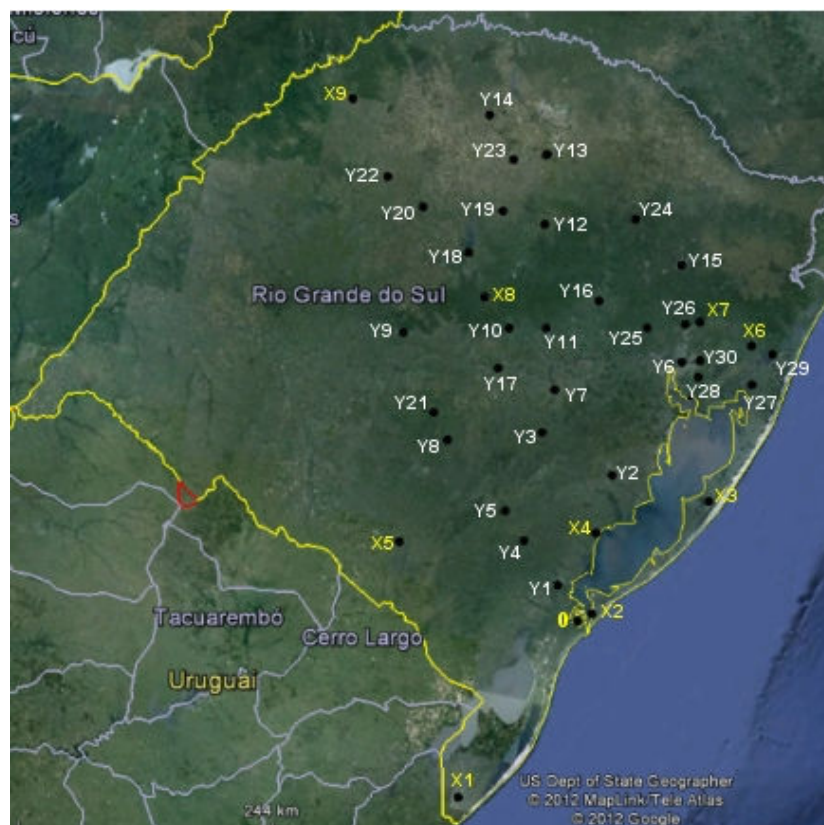 cú
X9
Y14
Y23
Y13
Y22
Y20
Y19
Y24
Y12
s
Y18
Y15
Rio Grande do Sul
X8
Y16
Y26
X7
Y9
Y10
Y11
Y25
X6
Y6
Y30
Y29
Y17
Y7
Y28
Y27
Y21
Y8
Y3
Y2
Y5
X3
X5
Y4
X4
Y1
Tacuarembó
0
X2
Cerro Largo
Uruguai
X1
US Dept of State Geographer
244 km
© 2012 MapLink/Tele Atlas
© 2012 Google